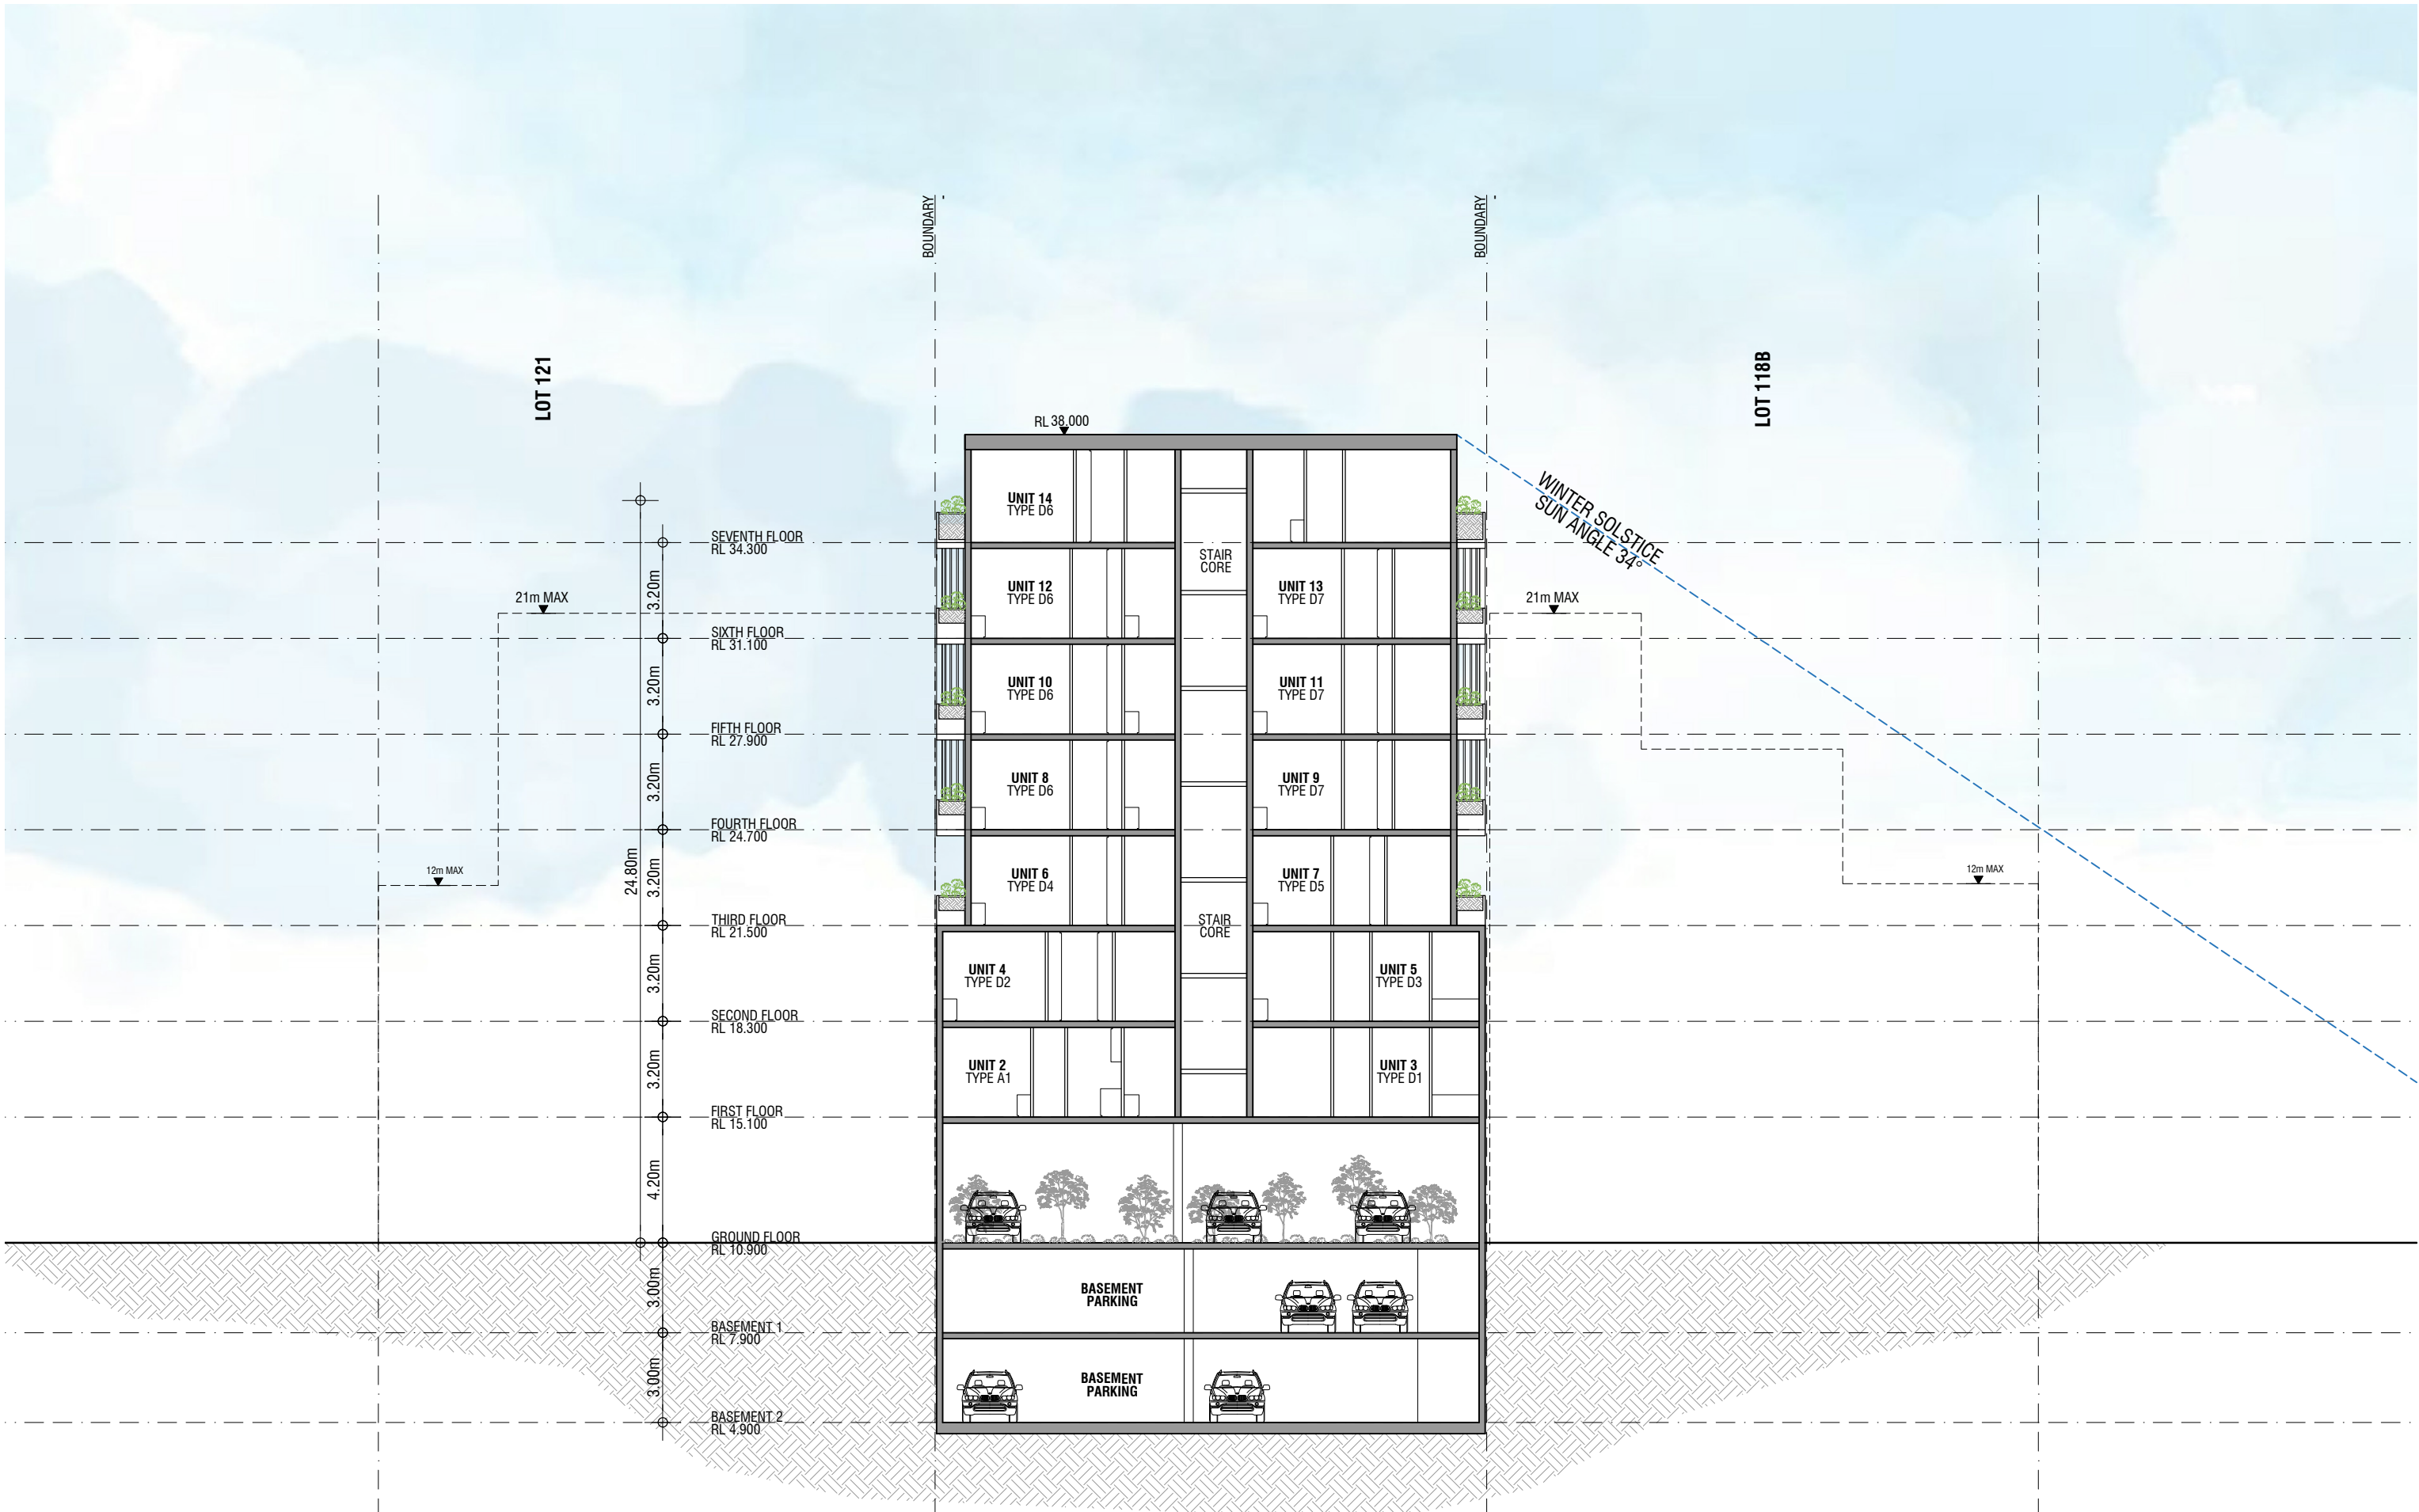 BOUNDARY
BOUNDARY
LOT 121
LOT 118B
RL 38.000
WINTER SOLSTICE
SUN ANGLE 34°
UNIT 14
TYPE D6
SEVENTH FLOOR
RL 34.300
STAIR
CORE
3.20m
UNIT 12
TYPE D6
UNIT 13
TYPE D7
21m MAX
21m MAX
SIXTH FLOOR
RL 31.100
3.20m
UNIT 10
TYPE D6
UNIT 11
TYPE D7
FIFTH FLOOR
RL 27.900
3.20m
UNIT 8
TYPE D6
UNIT 9
TYPE D7
FOURTH FLOOR
RL 24.700
24.80m
3.20m
12m MAX
12m MAX
UNIT 6
TYPE D4
UNIT 7
TYPE D5
THIRD FLOOR
RL 21.500
STAIR
CORE
3.20m
UNIT 4
TYPE D2
UNIT 5
TYPE D3
SECOND FLOOR
RL 18.300
3.20m
UNIT 2
TYPE A1
UNIT 3
TYPE D1
FIRST FLOOR
RL 15.100
4.20m
GROUND FLOOR
RL 10.900
3.00m
BASEMENT
PARKING
BASEMENT 1
RL 7.900
3.00m
BASEMENT
PARKING
BASEMENT 2
RL 4.900